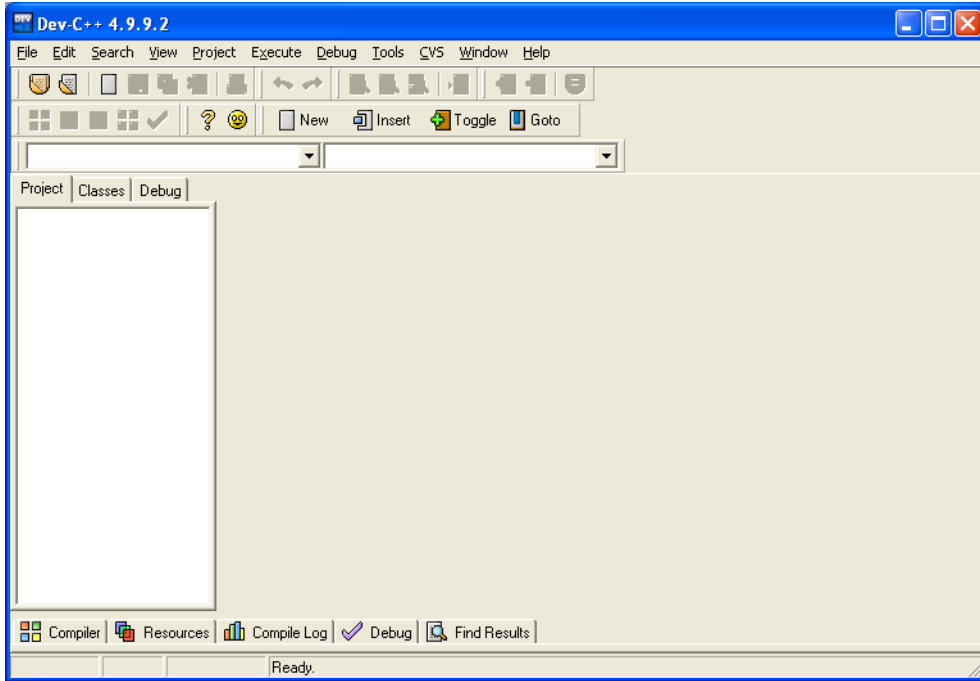 Dev-C++ 4.9.9.2
File Edit Search View Project Execute Debug Tools CVS Window Help
New Insert Toggle Goto
Project Classes Debug
Compiler Resources Compile Log Debug Find Results
Ready.